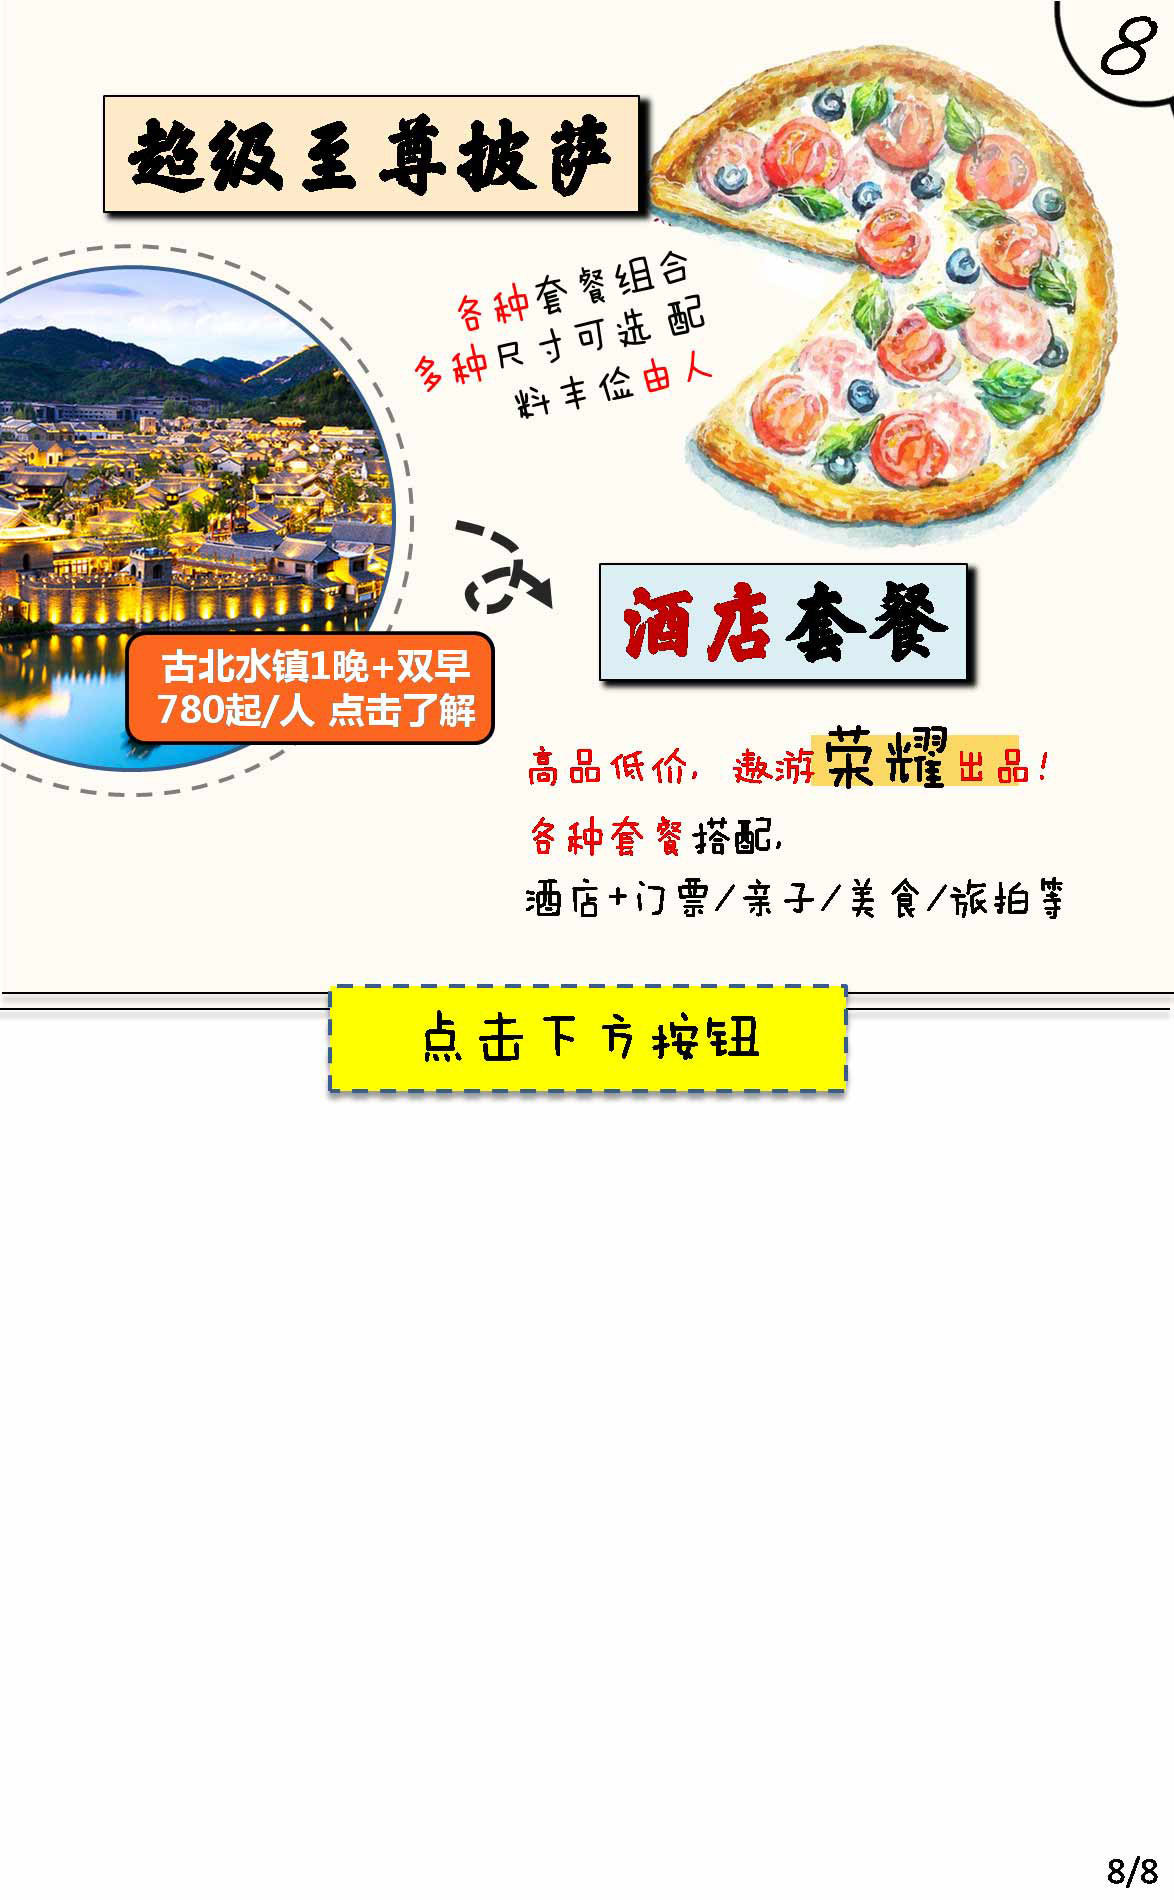 8
超级至尊披萨
各种套餐组合
多种尺寸可选 配
料丰俭由人
酒店套餐
古北水镇1晚+双早
780起/人 点击了解
高品低价, 遨游荣耀出品!
各种套餐搭配,
酒店+门票/亲子/美食/旅拍等
点击下方按钮
8/8